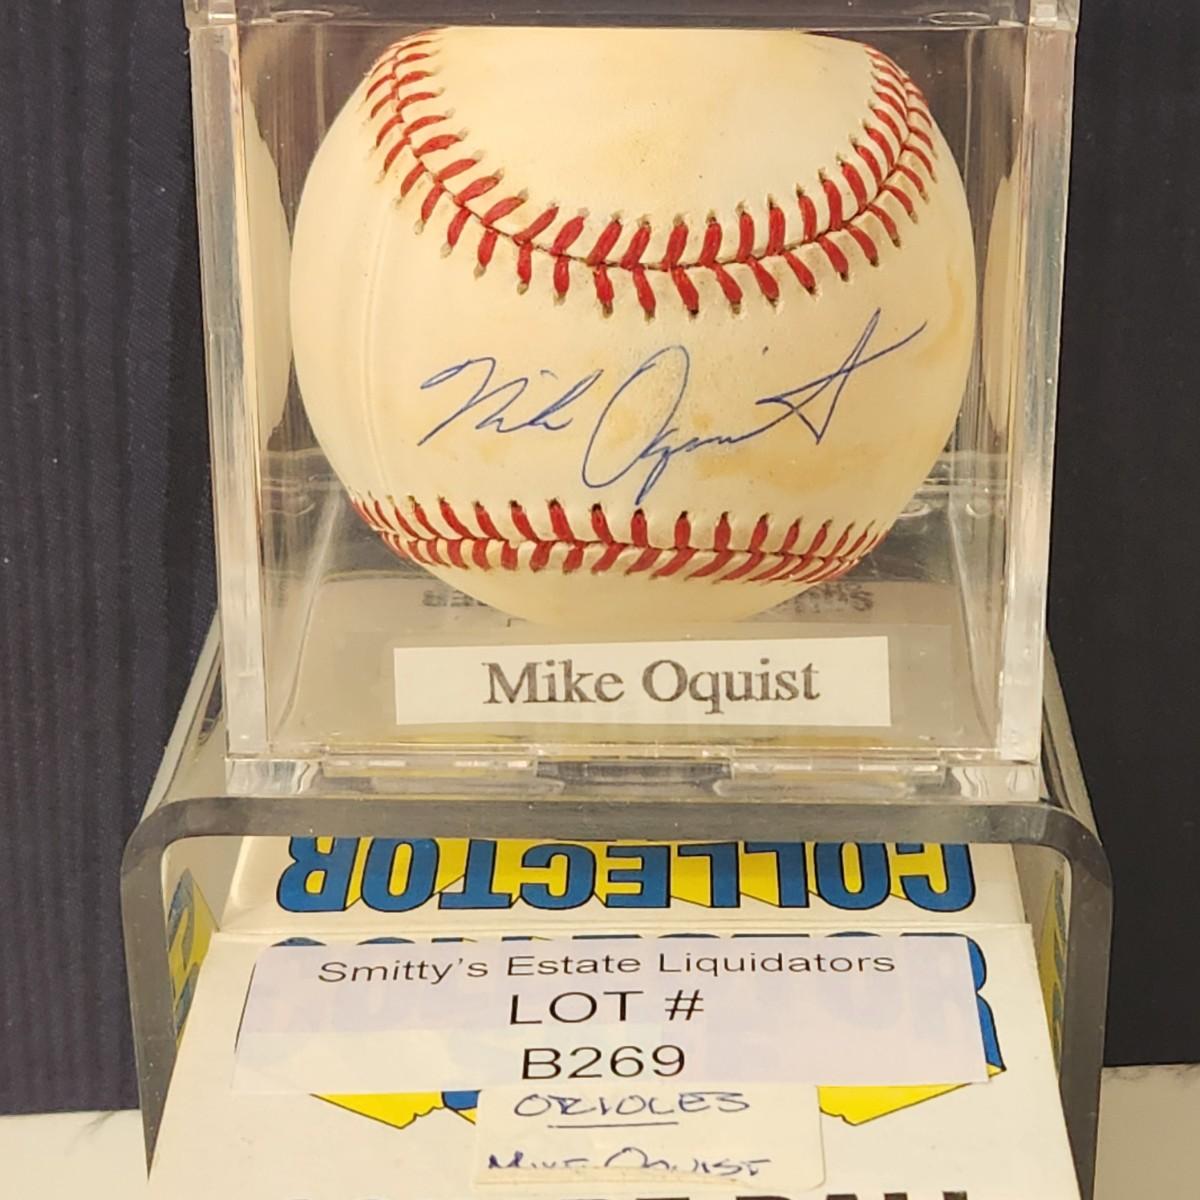 Mike Oquist
Mike Oquist
COLLECTOR
Smitty's Estate Liquidators
LOT #
B269
ORIOLES
MIKE OQUIST